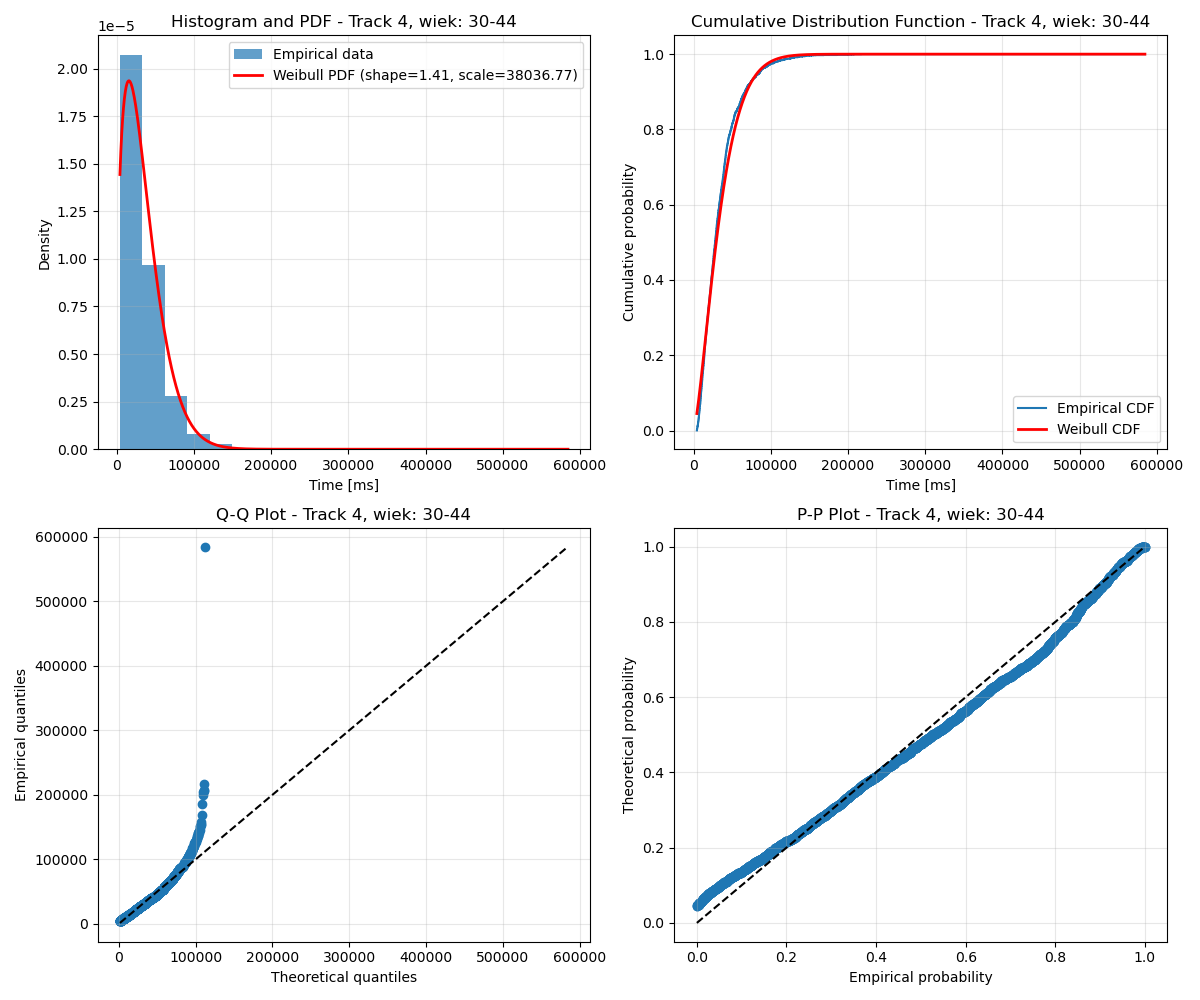 Histogram and PDF - Track 4, wiek: 30-44
1e−5
Empirical data
Weibull PDF (shape=1.41, scale=38036.77)
Density
2.00
1.75
1.50
1.25
1.00
0.75
0.50
0.25
0.00
0 100000 200000 300000 400000 500000 600000
Time [ms]
Cumulative Distribution Function - Track 4, wiek: 30-44
Cumulative probability
1.0
0.8
0.6
0.4
0.2
0.0
Empirical CDF
Weibull CDF
0 100000 200000 300000 400000 500000 600000
Time [ms]
Q-Q Plot - Track 4, wiek: 30-44
Empirical quantiles
600000
500000
400000
300000
200000
100000
0
0 100000 200000 300000 400000 500000 600000
Theoretical quantiles
P-P Plot - Track 4, wiek: 30-44
Theoretical probability
1.0
0.8
0.6
0.4
0.2
0.0
0.0 0.2 0.4 0.6 0.8 1.0
Empirical probability